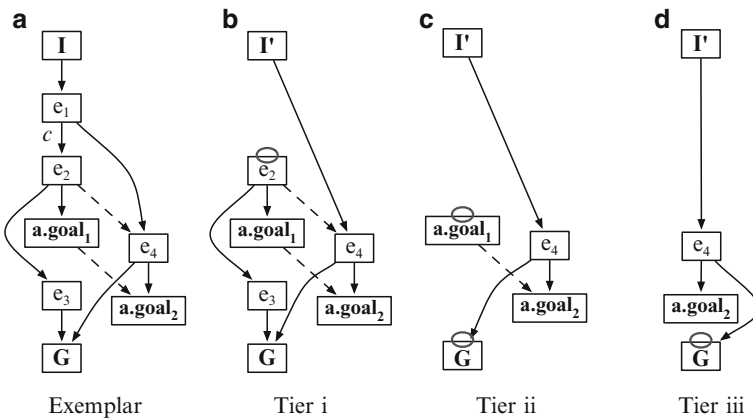 a
I
e₁
c
e₂
a.goal₁
e₄
e₃
a.goal₂
G
Exemplar
b
I'
e₂
a.goal₁
e₄
e₃
a.goal₂
G
Tier i
c
I'
a.goal₁
e₄
a.goal₂
G
Tier ii
d
I'
e₄
a.goal₂
G
Tier iii